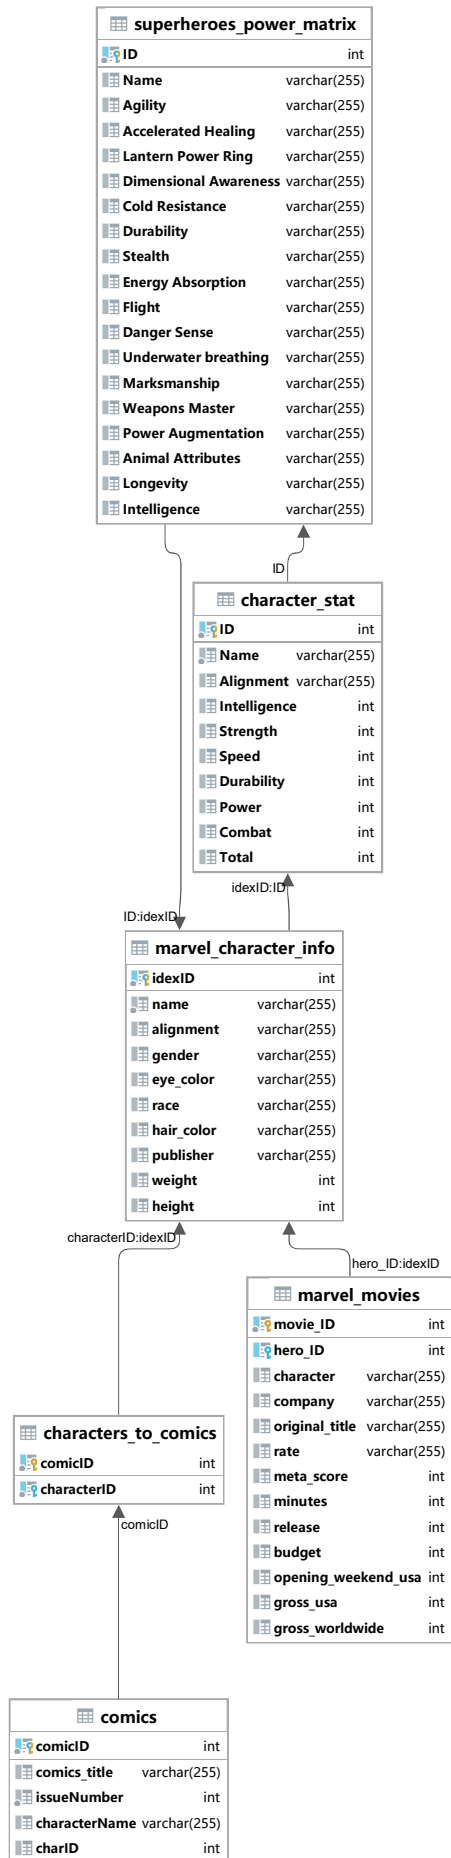 superheroes_power_matrix
ID int
Name varchar(255)
Agility varchar(255)
Accelerated Healing varchar(255)
Lantern Power Ring varchar(255)
Dimensional Awareness varchar(255)
Cold Resistance varchar(255)
Durability varchar(255)
Stealth varchar(255)
Energy Absorption varchar(255)
Flight varchar(255)
Danger Sense varchar(255)
Underwater breathing varchar(255)
Marksmanship varchar(255)
Weapons Master varchar(255)
Power Augmentation varchar(255)
Animal Attributes varchar(255)
Longevity varchar(255)
Intelligence varchar(255)
ID
character_stat
ID int
Name varchar(255)
Alignment varchar(255)
Intelligence int
Strength int
Speed int
Durability int
Power int
Combat int
Total int
idexID:ID
ID:idexID
marvel_character_info
idexID int
name varchar(255)
alignment varchar(255)
gender varchar(255)
eye_color varchar(255)
race varchar(255)
hair_color varchar(255)
publisher varchar(255)
weight int
height int
characterID:idexID
hero_ID:idexID
marvel_movies
movie_ID int
hero_ID int
character varchar(255)
company varchar(255)
original_title varchar(255)
rate varchar(255)
meta_score int
minutes int
release int
budget int
opening_weekend_usa int
gross_usa int
gross_worldwide int
characters_to_comics
comicID int
characterID int
comicID
comics
comicID int
comics_title varchar(255)
issueNumber int
characterName varchar(255)
charID int